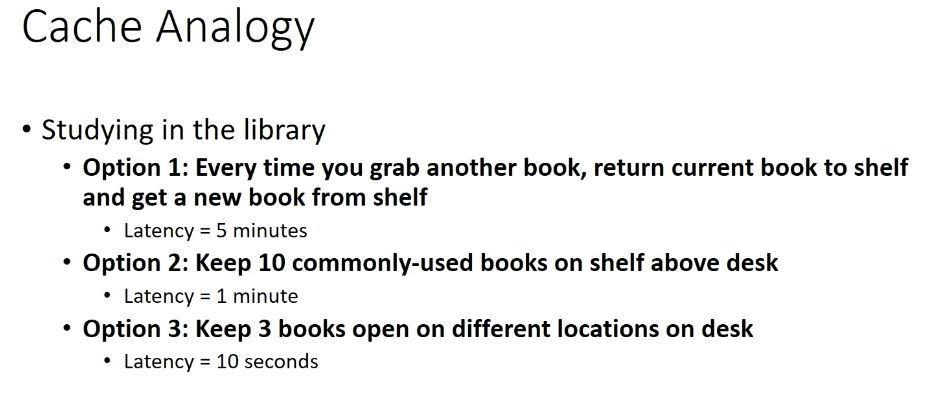 Cache Analogy
• Studying in the library
• Option 1: Every time you grab another book, return current book to shelf
and get a new book from shelf
• Latency = 5 minutes
• Option 2: Keep 10 commonly-used books on shelf above desk
• Latency = 1 minute
• Option 3: Keep 3 books open on different locations on desk
• Latency = 10 seconds